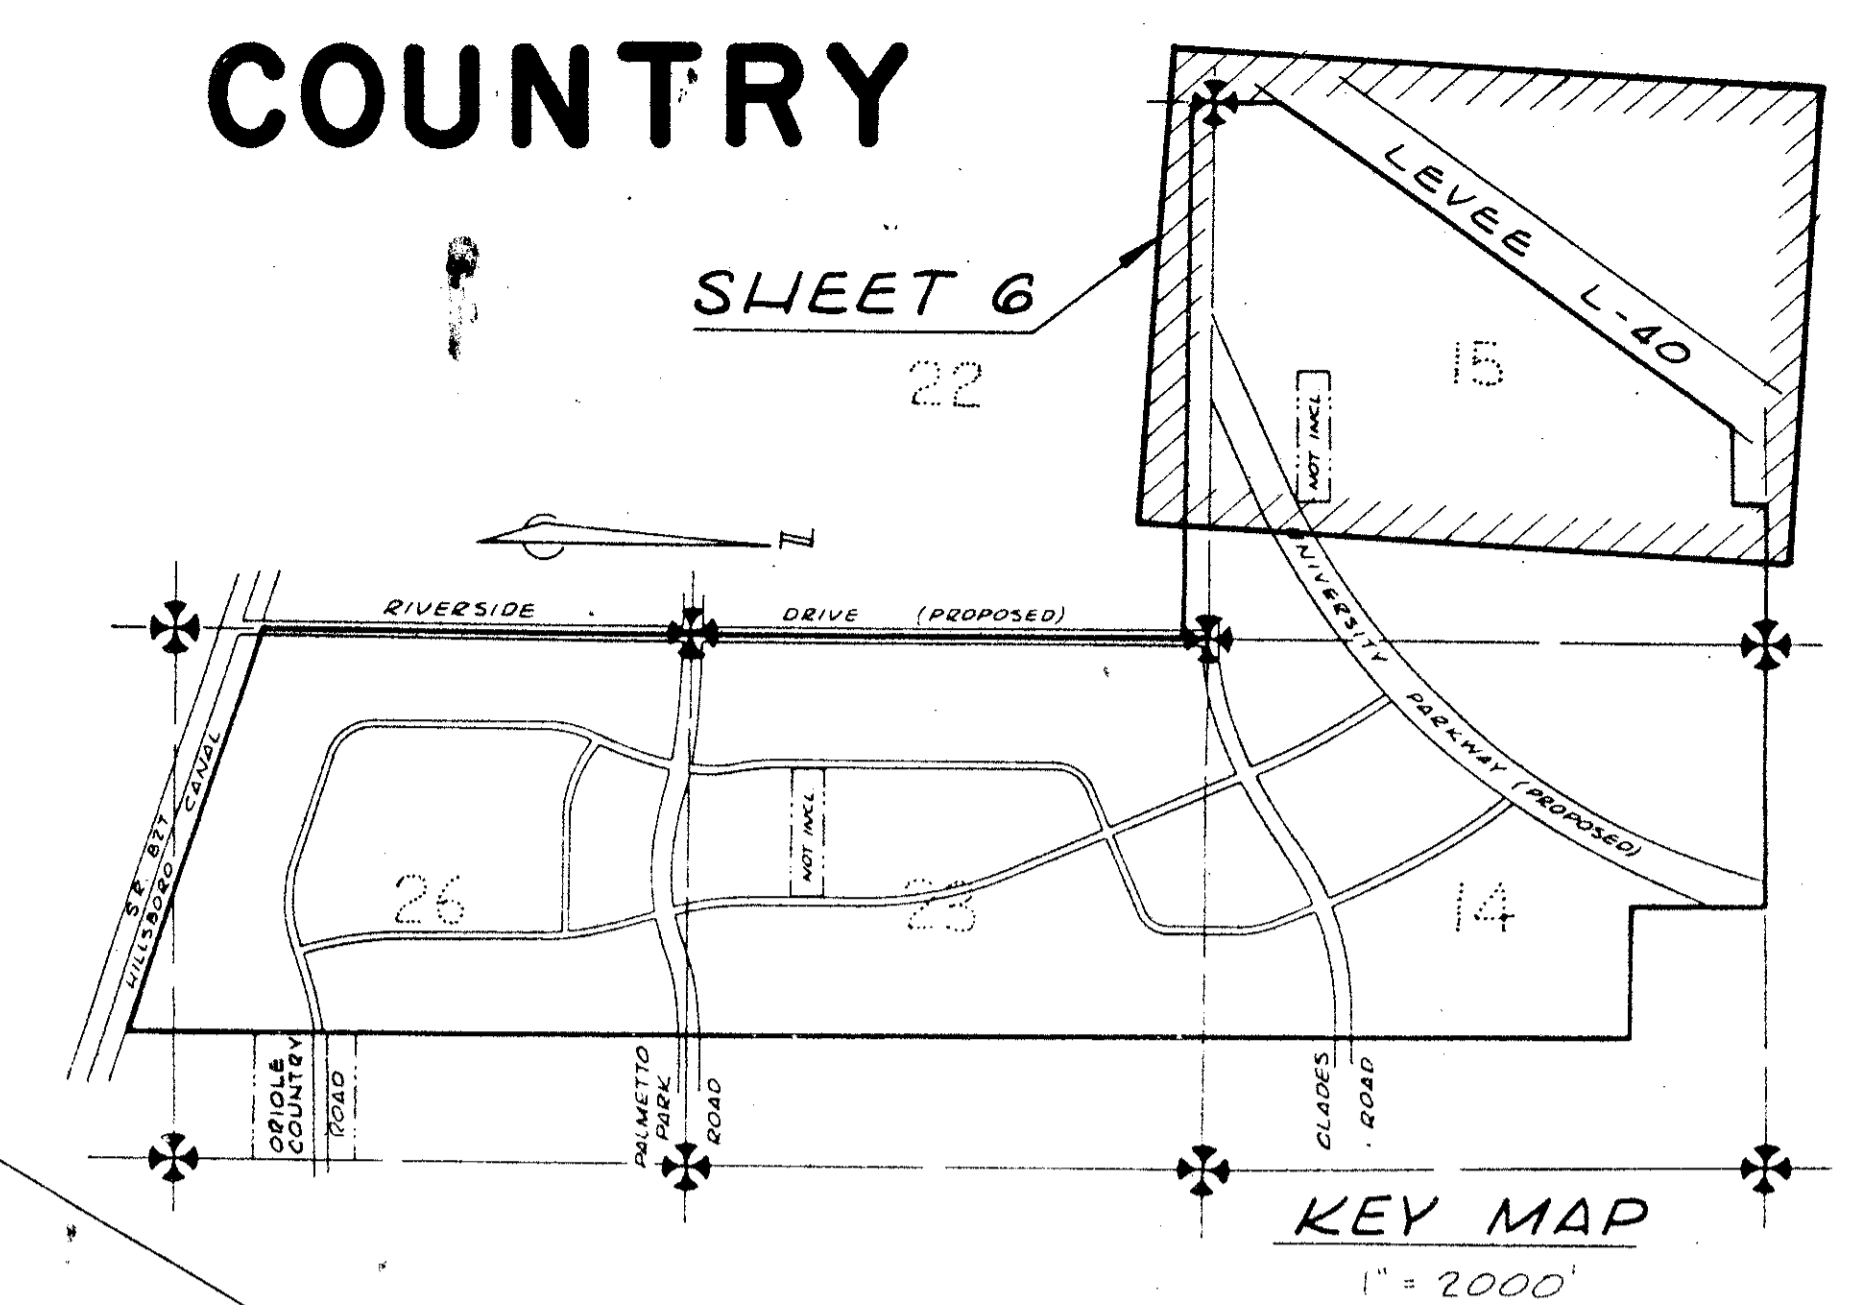 COUNTRY
LEVEE L-40
SHEET 6
22
15
NOT INCL
N
RIVERSIDE DRIVE (PROPOSED)
UNIVERSITY PARKWAY (PROPOSED)
S.R. 827
HILLSBORO CANAL
NOT INCL
26
23
14
ORIOLE
COUNTRY
ROAD
PALMETTO
PARK
ROAD
GLADES
ROAD
KEY MAP
1" = 2000'